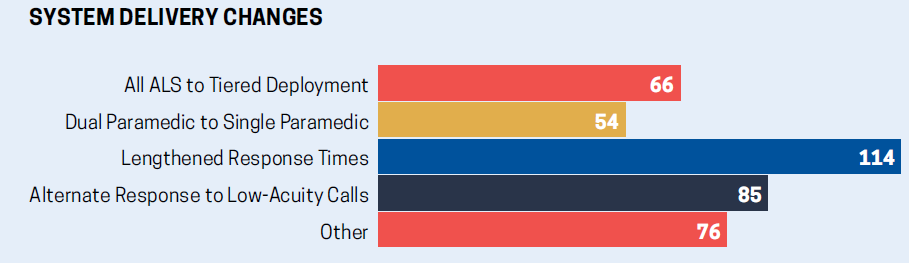 SYSTEM DELIVERY CHANGES
All ALS to Tiered Deployment 66
Dual Paramedic to Single Paramedic 54
Lengthened Response Times 114
Alternate Response to Low-Acuity Calls 85
Other 76